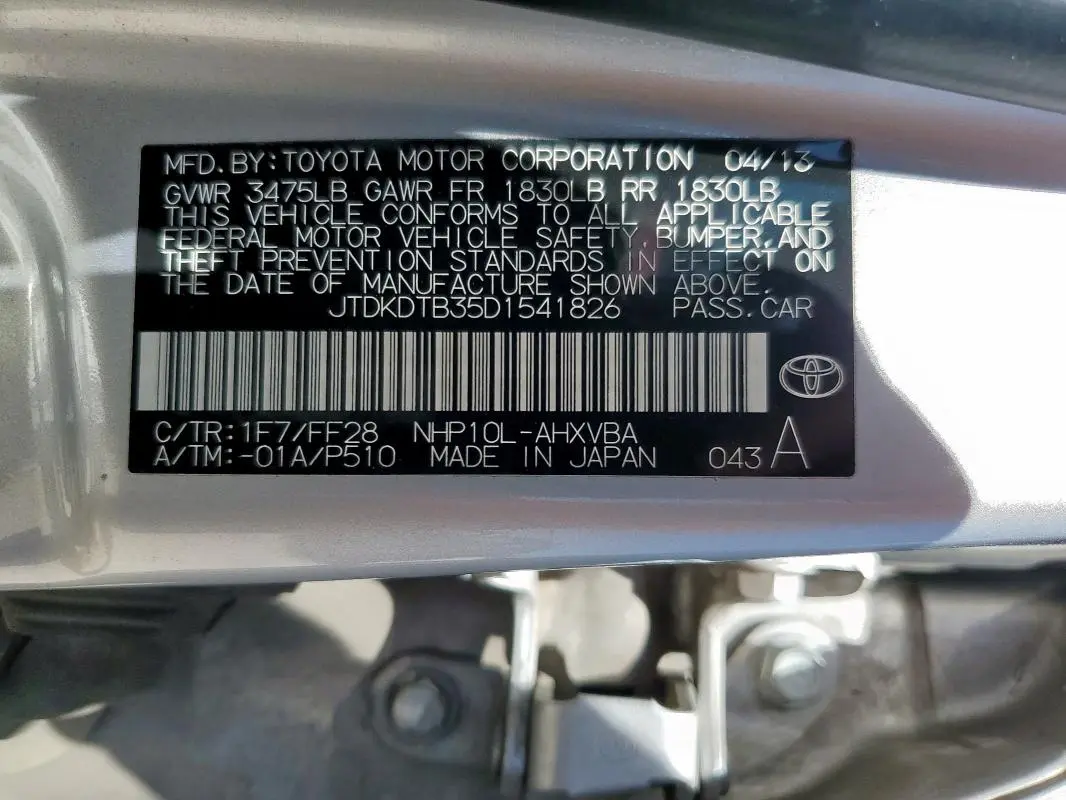 MFD. BY: TOYOTA MOTOR CORPORATION 04/13
GVWR 3475LB GAWR FR 1830LB RR 1830LB
THIS VEHICLE CONFORMS TO ALL APPLICABLE
FEDERAL MOTOR VEHICLE SAFETY, BUMPER, AND
THEFT PREVENTION STANDARDS IN EFFECT ON
THE DATE OF MANUFACTURE SHOWN ABOVE.
JTDKDTB35D1541826 PASS. CAR
C/TR: 1F7/FF28 NHP10L-AHXVBA
A/TM: -01A/P510 MADE IN JAPAN 043 A